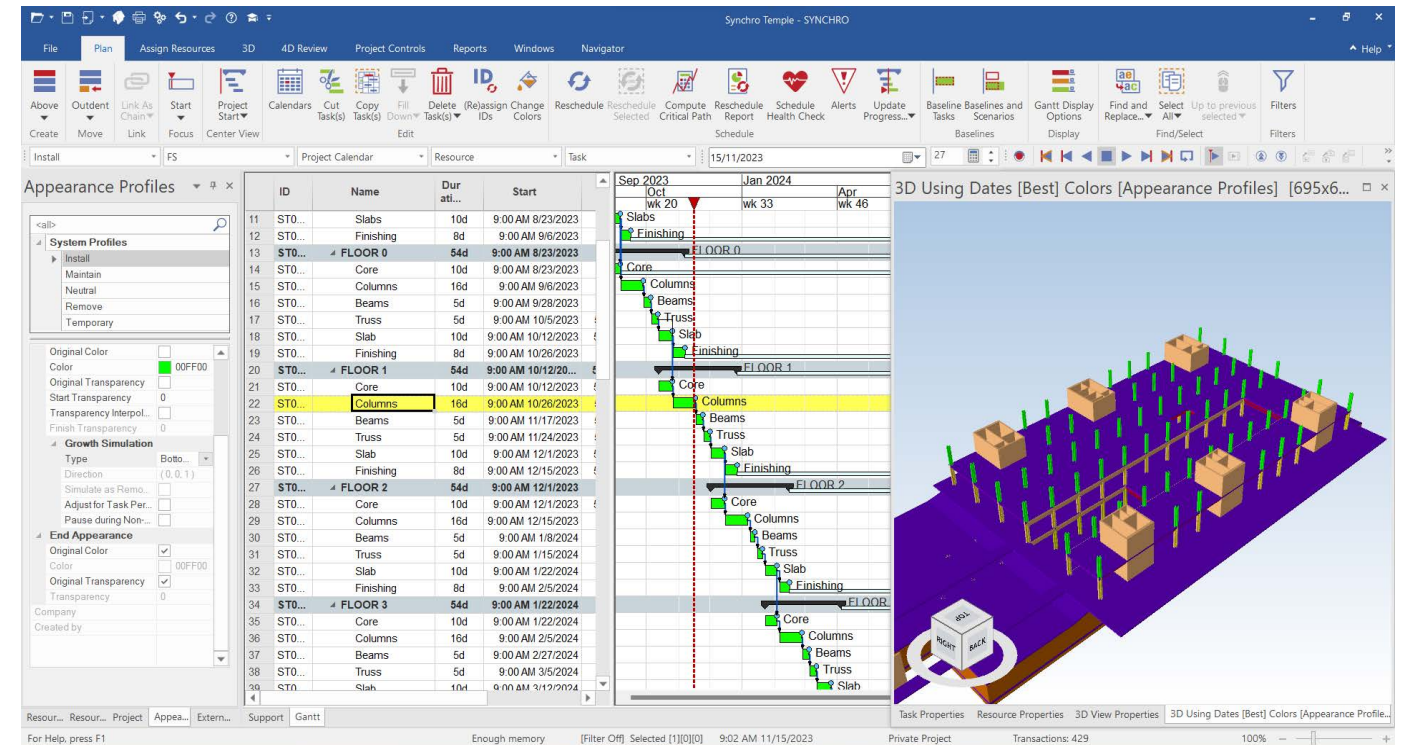 Synchro Temple - SYNCHRO
File Plan Assign Resources 3D 4D Review Project Controls Reports Windows Navigator Help
Above Outdent Link As Chain Start Project Start Calendars Cut Task(s) Copy Task(s) Fill Down Delete Task(s) (Re)assign IDs Change Colors Reschedule Reschedule Selected Compute Critical Path Reschedule Report Schedule Health Check Alerts Update Progress... Baseline Tasks Baselines and Scenarios Gantt Display Options Find and Replace... Select All Up to previous selected Filters
Create Move Link Focus Center View Edit Schedule Baselines Display Find/Select Filters
Install FS Project Calendar Resource Task 15/11/2023 27
Appearance Profiles
<all>
System Profiles
Install
Maintain
Neutral
Remove
Temporary
Original Color
Color 00FF00
Original Transparency
Start Transparency 0
Transparency Interpol...
Finish Transparency 0
Growth Simulation
Type Botto...
Direction (0, 0, 1)
Simulate as Remo...
Adjust for Task Per...
Pause during Non-...
End Appearance
Original Color
Color 00FF00
Original Transparency
Transparency 0
Company
Created by
ID Name Dur ati... Start
11 ST0... Slabs 10d 9:00 AM 8/23/2023
12 ST0... Finishing 8d 9:00 AM 9/6/2023
13 ST0... FLOOR 0 54d 9:00 AM 8/23/2023
14 ST0... Core 10d 9:00 AM 8/23/2023
15 ST0... Columns 16d 9:00 AM 9/6/2023
16 ST0... Beams 5d 9:00 AM 9/28/2023
17 ST0... Truss 5d 9:00 AM 10/5/2023
18 ST0... Slab 10d 9:00 AM 10/12/2023
19 ST0... Finishing 8d 9:00 AM 10/26/2023
20 ST0... FLOOR 1 54d 9:00 AM 10/12/20...
21 ST0... Core 10d 9:00 AM 10/12/2023
22 ST0... Columns 16d 9:00 AM 10/26/2023
23 ST0... Beams 5d 9:00 AM 11/17/2023
24 ST0... Truss 5d 9:00 AM 11/24/2023
25 ST0... Slab 10d 9:00 AM 12/1/2023
26 ST0... Finishing 8d 9:00 AM 12/15/2023
27 ST0... FLOOR 2 54d 9:00 AM 12/1/2023
28 ST0... Core 10d 9:00 AM 12/1/2023
29 ST0... Columns 16d 9:00 AM 12/15/2023
30 ST0... Beams 5d 9:00 AM 1/8/2024
31 ST0... Truss 5d 9:00 AM 1/15/2024
32 ST0... Slab 10d 9:00 AM 1/22/2024
33 ST0... Finishing 8d 9:00 AM 2/5/2024
34 ST0... FLOOR 3 54d 9:00 AM 1/22/2024
35 ST0... Core 10d 9:00 AM 1/22/2024
36 ST0... Columns 16d 9:00 AM 2/5/2024
37 ST0... Beams 5d 9:00 AM 2/27/2024
38 ST0... Truss 5d 9:00 AM 3/5/2024
39 ST0 Slab 10d 9:00 AM 3/12/2024
Sep 2023 Jan 2024
Oct Apr
wk 20 wk 33 wk 46
Slabs
Finishing
FLOOR 0
Core
Columns
Beams
Truss
Slab
Finishing
FLOOR 1
Core
Columns
Beams
Truss
Slab
Finishing
FLOOR 2
Core
Columns
Beams
Truss
Slab
Finishing
FLOOR
Core
Columns
Beams
Truss
Slab
3D Using Dates [Best] Colors [Appearance Profiles] [695x6...
TOP
RIGHT BACK
Task Properties Resource Properties 3D View Properties 3D Using Dates [Best] Colors [Appearance Profile...
Resour... Resour... Project Appea... Extern... Support Gantt
For Help, press F1 Enough memory [Filter Off] Selected [1][0][0] 9:02 AM 11/15/2023 Private Project Transactions: 429 100%